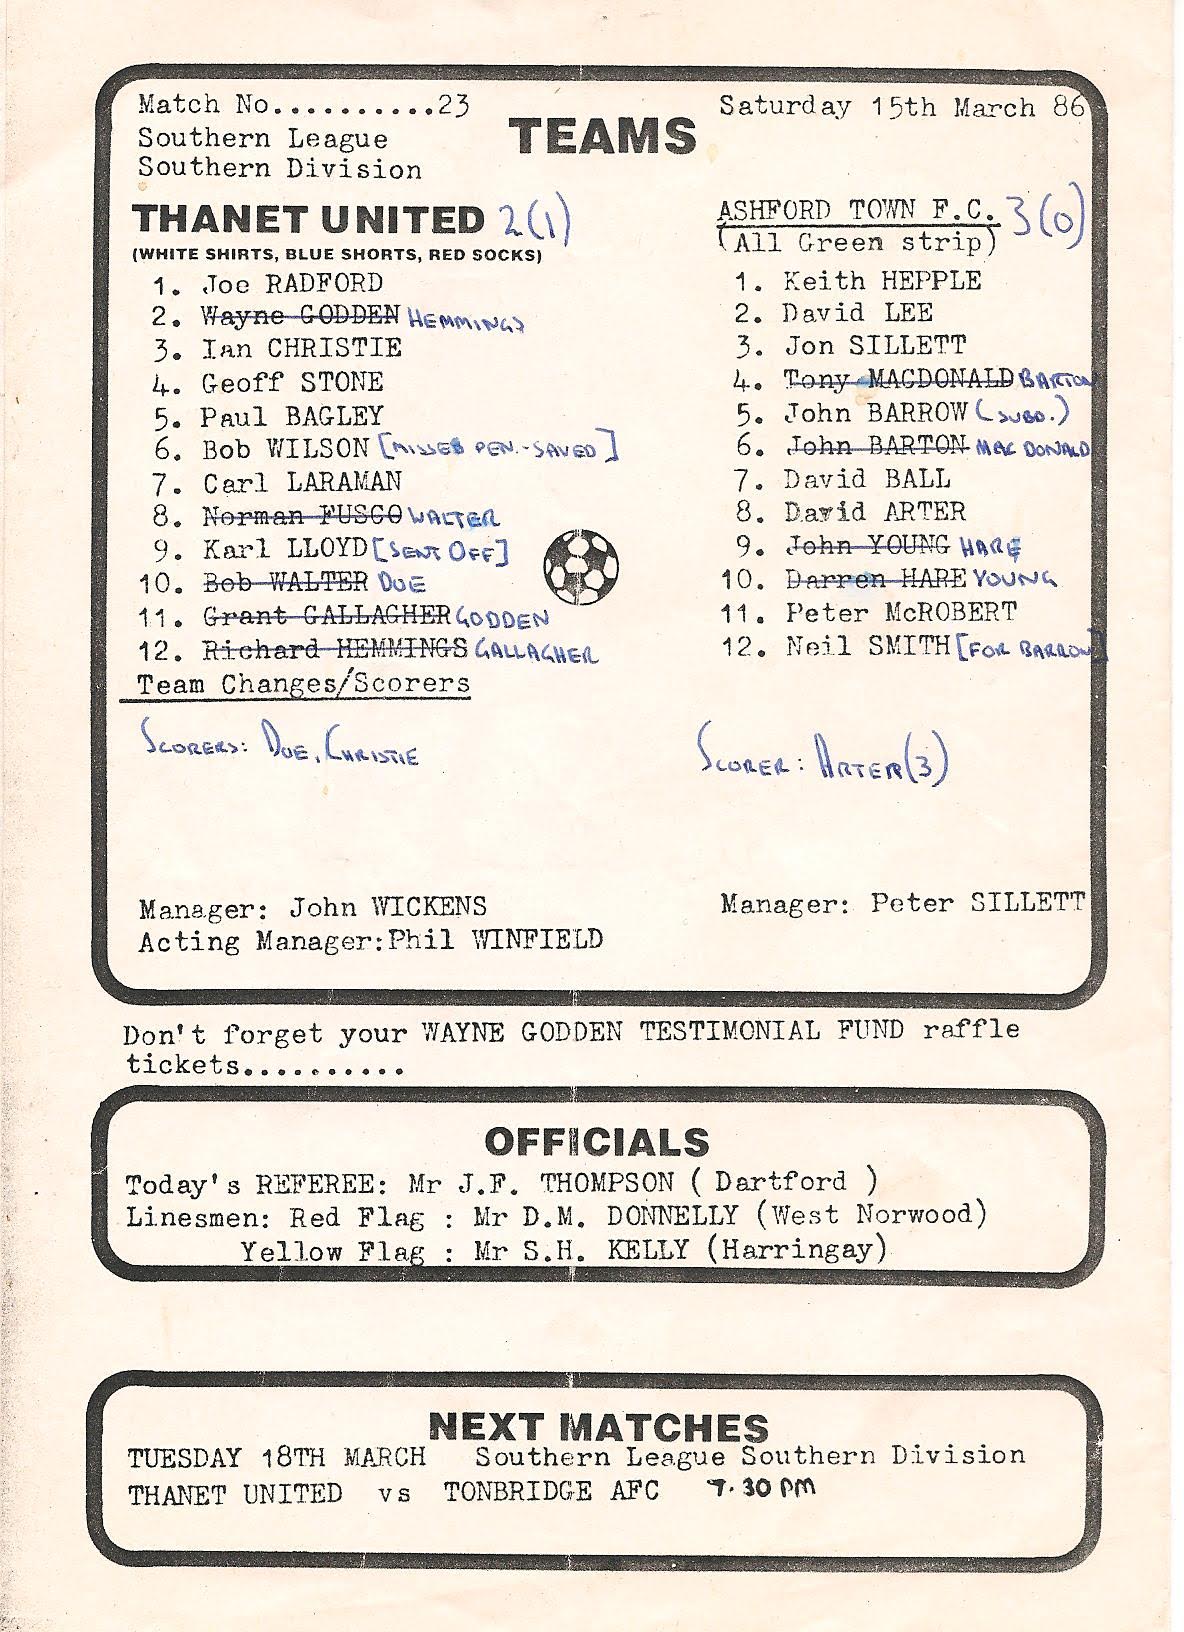 Match No..........23
Saturday 15th March 86
Southern League
TEAMS
Southern Division
THANET UNITED 2(1)
ASHFORD TOWN F.C. 3(0)
(WHITE SHIRTS, BLUE SHORTS, RED SOCKS)
(All Green strip)
1. Joe RADFORD
2. Wayne GODDEN HEMMINGS
3. Ian CHRISTIE
4. Geoff STONE
5. Paul BAGLEY
6. Bob WILSON [MISSES PEN.-SAVED]
7. Carl LARAMAN
8. Norman FUSCO WALTER
9. Karl LLOYD [SENT OFF]
10. Bob WALTER DUE
11. Grant GALLAGHER GODDEN
12. Richard HEMMINGS GALLAGHER
1. Keith HEPPLE
2. David LEE
3. Jon SILLETT
4. Tony MACDONALD BARTON
5. John BARROW (SUBD.)
6. John BARTON MAC DONALD
7. David BALL
8. David ARTER
9. John YOUNG HARE
10. Darren HARE YOUNG
11. Peter McROBERT
12. Neil SMITH [FOR BARROW]
Team Changes/Scorers
SCORERS: DUE, CHRISTIE
SCORER: ARTER(3)
Manager: John WICKENS
Manager: Peter SILLETT
Acting Manager:Phil WINFIELD
Don't forget your WAYNE GODDEN TESTIMONIAL FUND raffle
tickets..........
OFFICIALS
Today's REFEREE: Mr J.F. THOMPSON ( Dartford )
Linesmen: Red Flag : Mr D.M. DONNELLY (West Norwood)
Yellow Flag : Mr S.H. KELLY (Harringay)
NEXT MATCHES
TUESDAY 18TH MARCH Southern League Southern Division
THANET UNITED vs TONBRIDGE AFC 7.30 PM